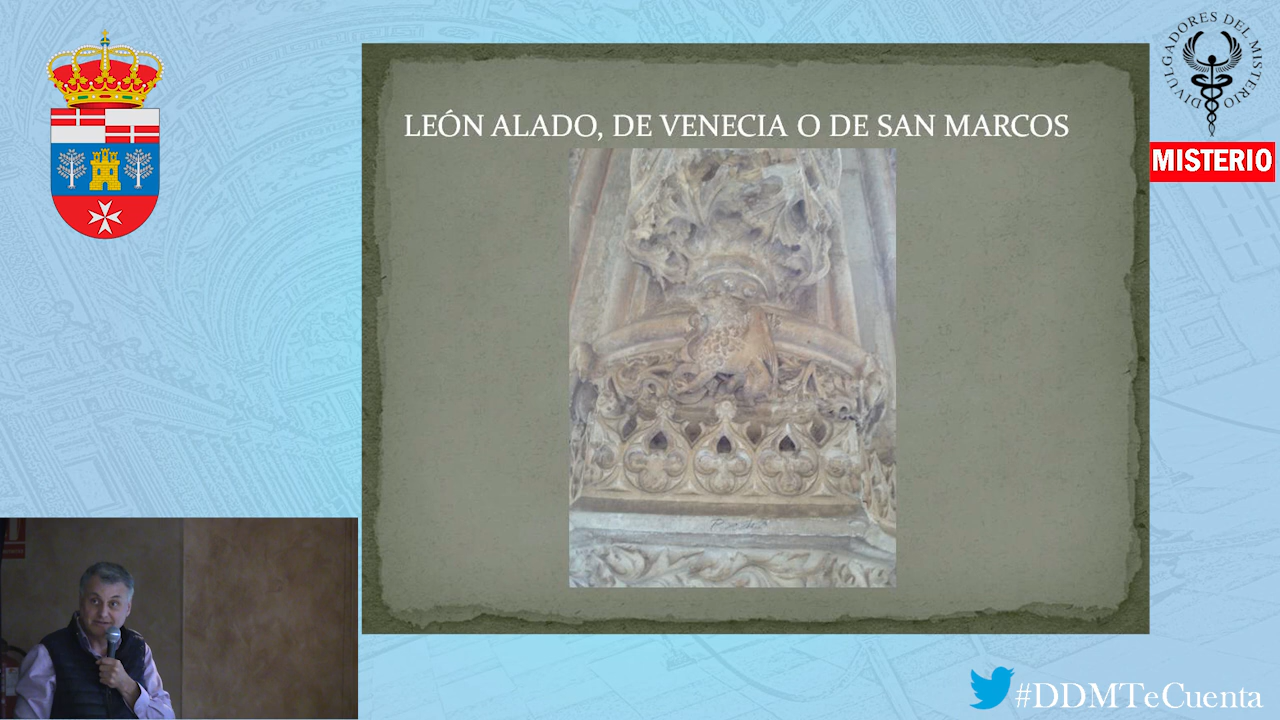 DIVULGADORES DEL MISTERIO
MISTERIO
LEÓN ALADO, DE VENECIA O DE SAN MARCOS
#DDMTeCuenta